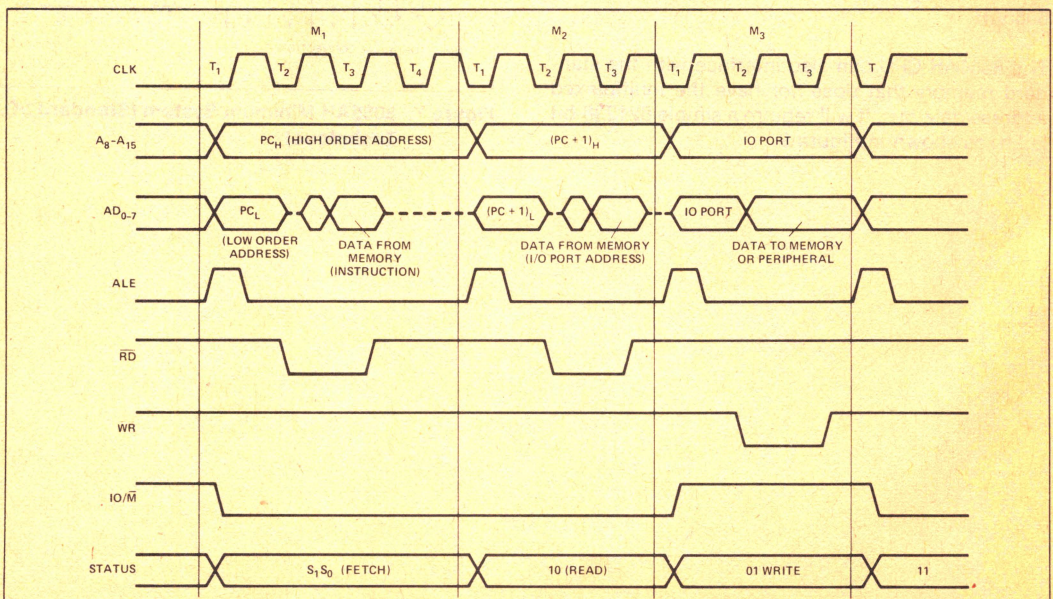 M1 M2 M3
CLK T1 T2 T3 T4 T1 T2 T3 T1 T2 T3 T
A8-A15 PCH (HIGH ORDER ADDRESS) (PC + 1)H IO PORT
AD0-7 PCL (PC + 1)L IO PORT
(LOW ORDER ADDRESS)
DATA FROM MEMORY (INSTRUCTION)
DATA FROM MEMORY (I/O PORT ADDRESS)
DATA TO MEMORY OR PERIPHERAL
ALE
R̅D̅
WR
IO/M̅
STATUS S1S0 (FETCH) 10 (READ) 01 WRITE 11